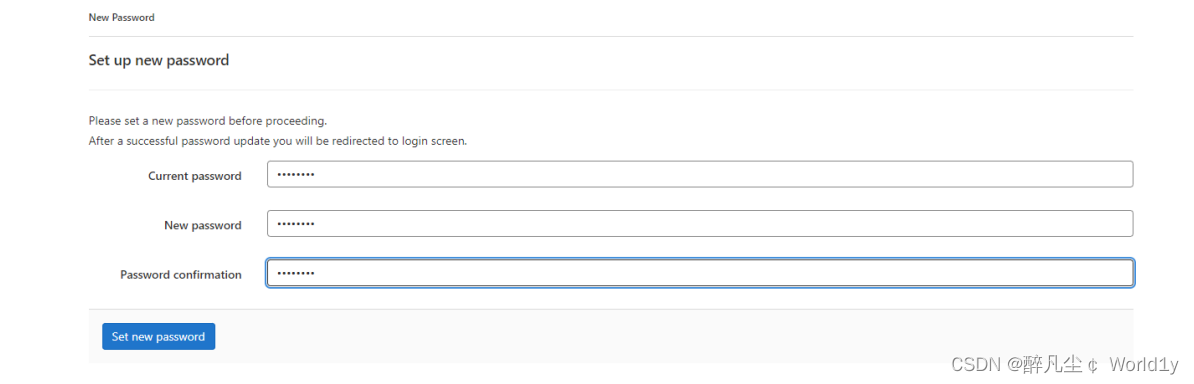 New Password
Set up new password
Please set a new password before proceeding.
After a successful password update you will be redirected to login screen.
Current password ••••••••
New password ••••••••
Password confirmation ••••••••
Set new password
CSDN @醉凡尘¢ World1y